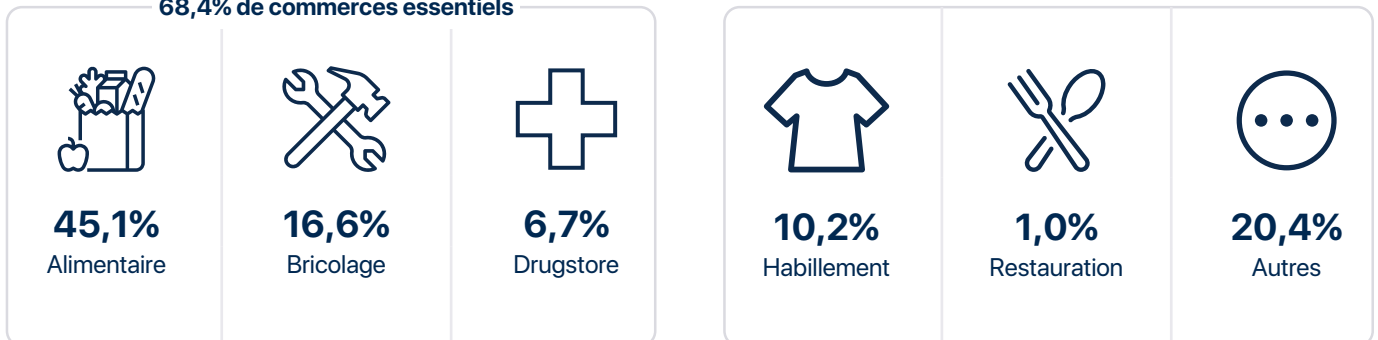 68,4% de commerces essentiels
45,1%
Alimentaire
16,6%
Bricolage
6,7%
Drugstore
10,2%
Habillement
1,0%
Restauration
20,4%
Autres